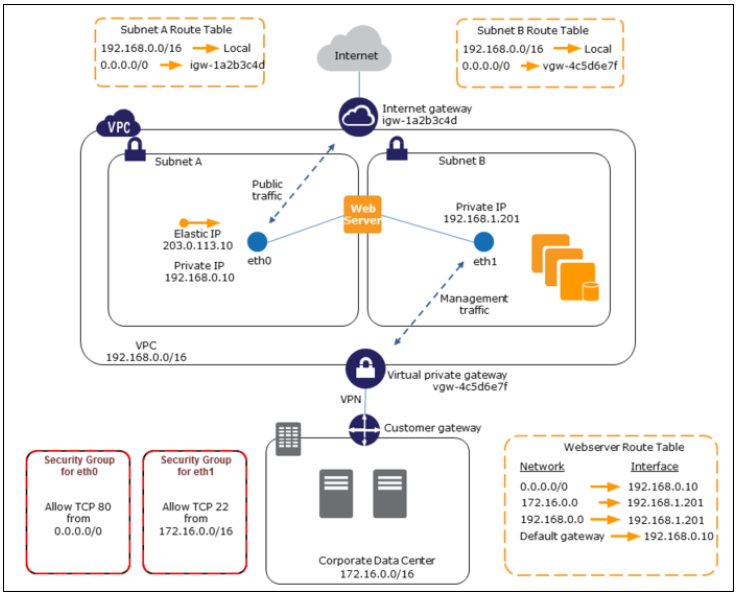 Subnet A Route Table
192.168.0.0/16 Local
0.0.0.0/0 igw-1a2b3c4d
Internet
Subnet B Route Table
192.168.0.0/16 Local
0.0.0.0/0 vgw-4c5d6e7f
Internet gateway
igw-1a2b3c4d
VPC
Subnet A
Subnet B
Public
traffic
Web
Server
Private IP
192.168.1.201
Elastic IP
203.0.113.10
eth0
eth1
Private IP
192.168.0.10
Management
traffic
VPC
192.168.0.0/16
Virtual private gateway
vgw-4c5d6e7f
VPN
Customer gateway
Security Group
for eth0
Allow TCP 80
from
0.0.0.0/0
Security Group
for eth1
Allow TCP 22
from
172.16.0.0/16
Corporate Data Center
172.16.0.0/16
Webserver Route Table
Network Interface
0.0.0.0/0 192.168.0.10
172.16.0.0 192.168.1.201
192.168.0.0 192.168.1.201
Default gateway 192.168.0.10